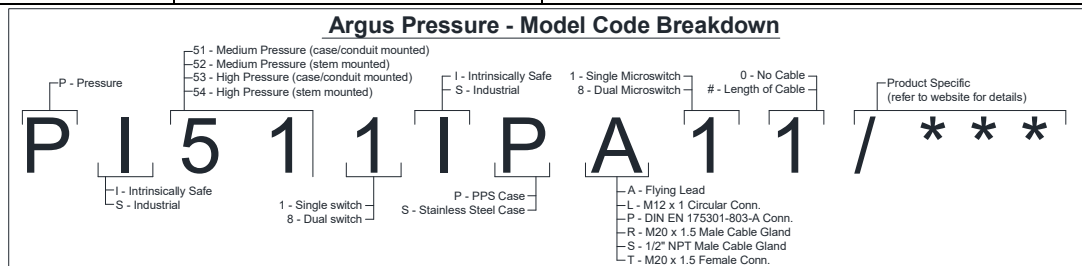 Argus Pressure - Model Code Breakdown
P - Pressure
51 - Medium Pressure (case/conduit mounted)
52 - Medium Pressure (stem mounted)
53 - High Pressure (case/conduit mounted)
54 - High Pressure (stem mounted)
I - Intrinsically Safe
S - Industrial
1 - Single Microswitch
8 - Dual Microswitch
0 - No Cable
# - Length of Cable
Product Specific
(refer to website for details)
P I 5 1 1 I P A 1 1 / * * *
I - Intrinsically Safe
S - Industrial
1 - Single switch
8 - Dual switch
P - PPS Case
S - Stainless Steel Case
A - Flying Lead
L - M12 x 1 Circular Conn.
P - DIN EN 175301-803-A Conn.
R - M20 x 1.5 Male Cable Gland
S - 1/2" NPT Male Cable Gland
T - M20 x 1.5 Female Conn.